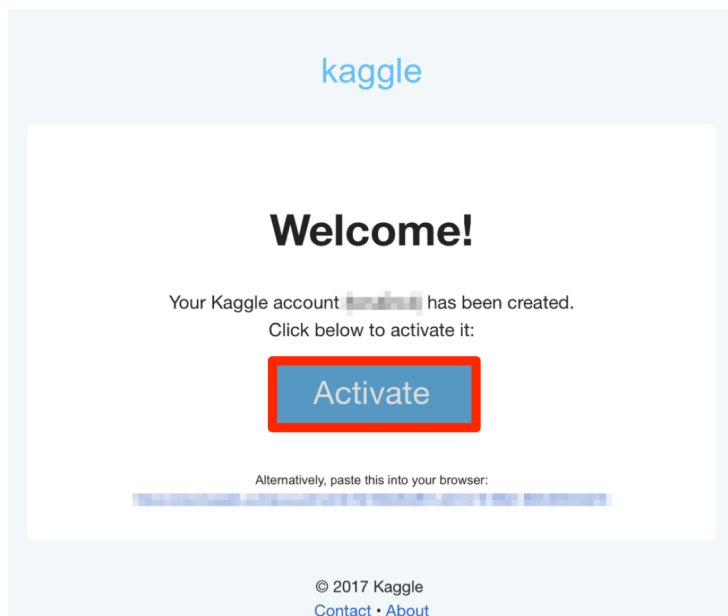 kaggle
Welcome!
Your Kaggle account has been created.
Click below to activate it:
Activate
Alternatively, paste this into your browser:
© 2017 Kaggle
Contact • About